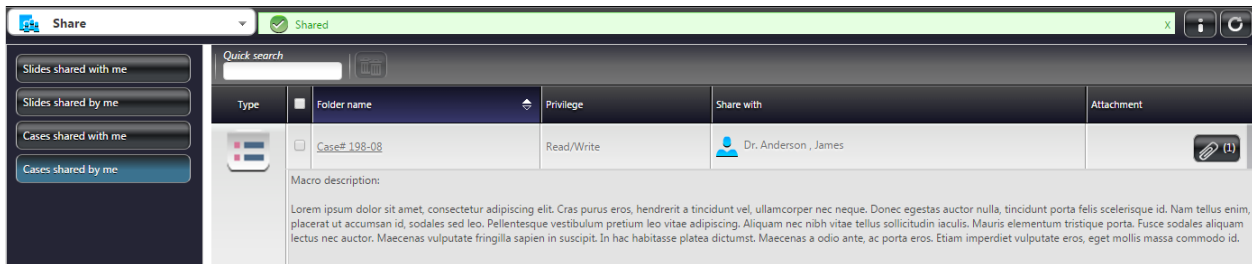 Share
Shared
x
Slides shared with me
Slides shared by me
Cases shared with me
Cases shared by me
Quick search
Type Folder name Privilege Share with Attachment
Case# 198-08 Read/Write Dr. Anderson , James (1)
Macro description:
Lorem ipsum dolor sit amet, consectetur adipiscing elit. Cras purus eros, hendrerit a tincidunt vel, ullamcorper nec neque. Donec egestas auctor nulla, tincidunt porta felis scelerisque id. Nam tellus enim,
placerat ut accumsan id, sodales sed leo. Pellentesque vestibulum pretium leo vitae adipiscing. Aliquam nec nibh vitae tellus sollicitudin iaculis. Mauris elementum tristique porta. Fusce sodales aliquam
lectus nec auctor. Maecenas vulputate fringilla sapien in suscipit. In hac habitasse platea dictumst. Maecenas a odio ante, ac porta eros. Etiam imperdiet vulputate eros, eget mollis massa commodo id.